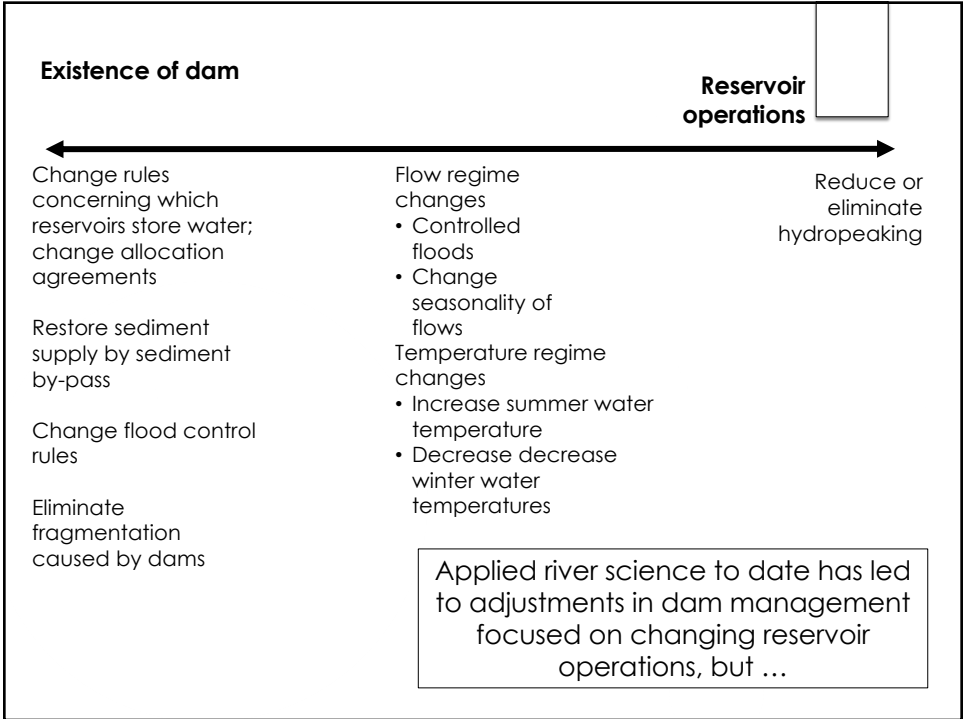 Existence of dam
Reservoir
operations
Change rules
concerning which
reservoirs store water;
change allocation
agreements
Restore sediment
supply by sediment
by-pass
Change flood control
rules
Eliminate
fragmentation
caused by dams
Flow regime
changes
• Controlled
floods
• Change
seasonality of
flows
Temperature regime
changes
• Increase summer water
temperature
• Decrease decrease
winter water
temperatures
Reduce or
eliminate
hydropeaking
Applied river science to date has led
to adjustments in dam management
focused on changing reservoir
operations, but …